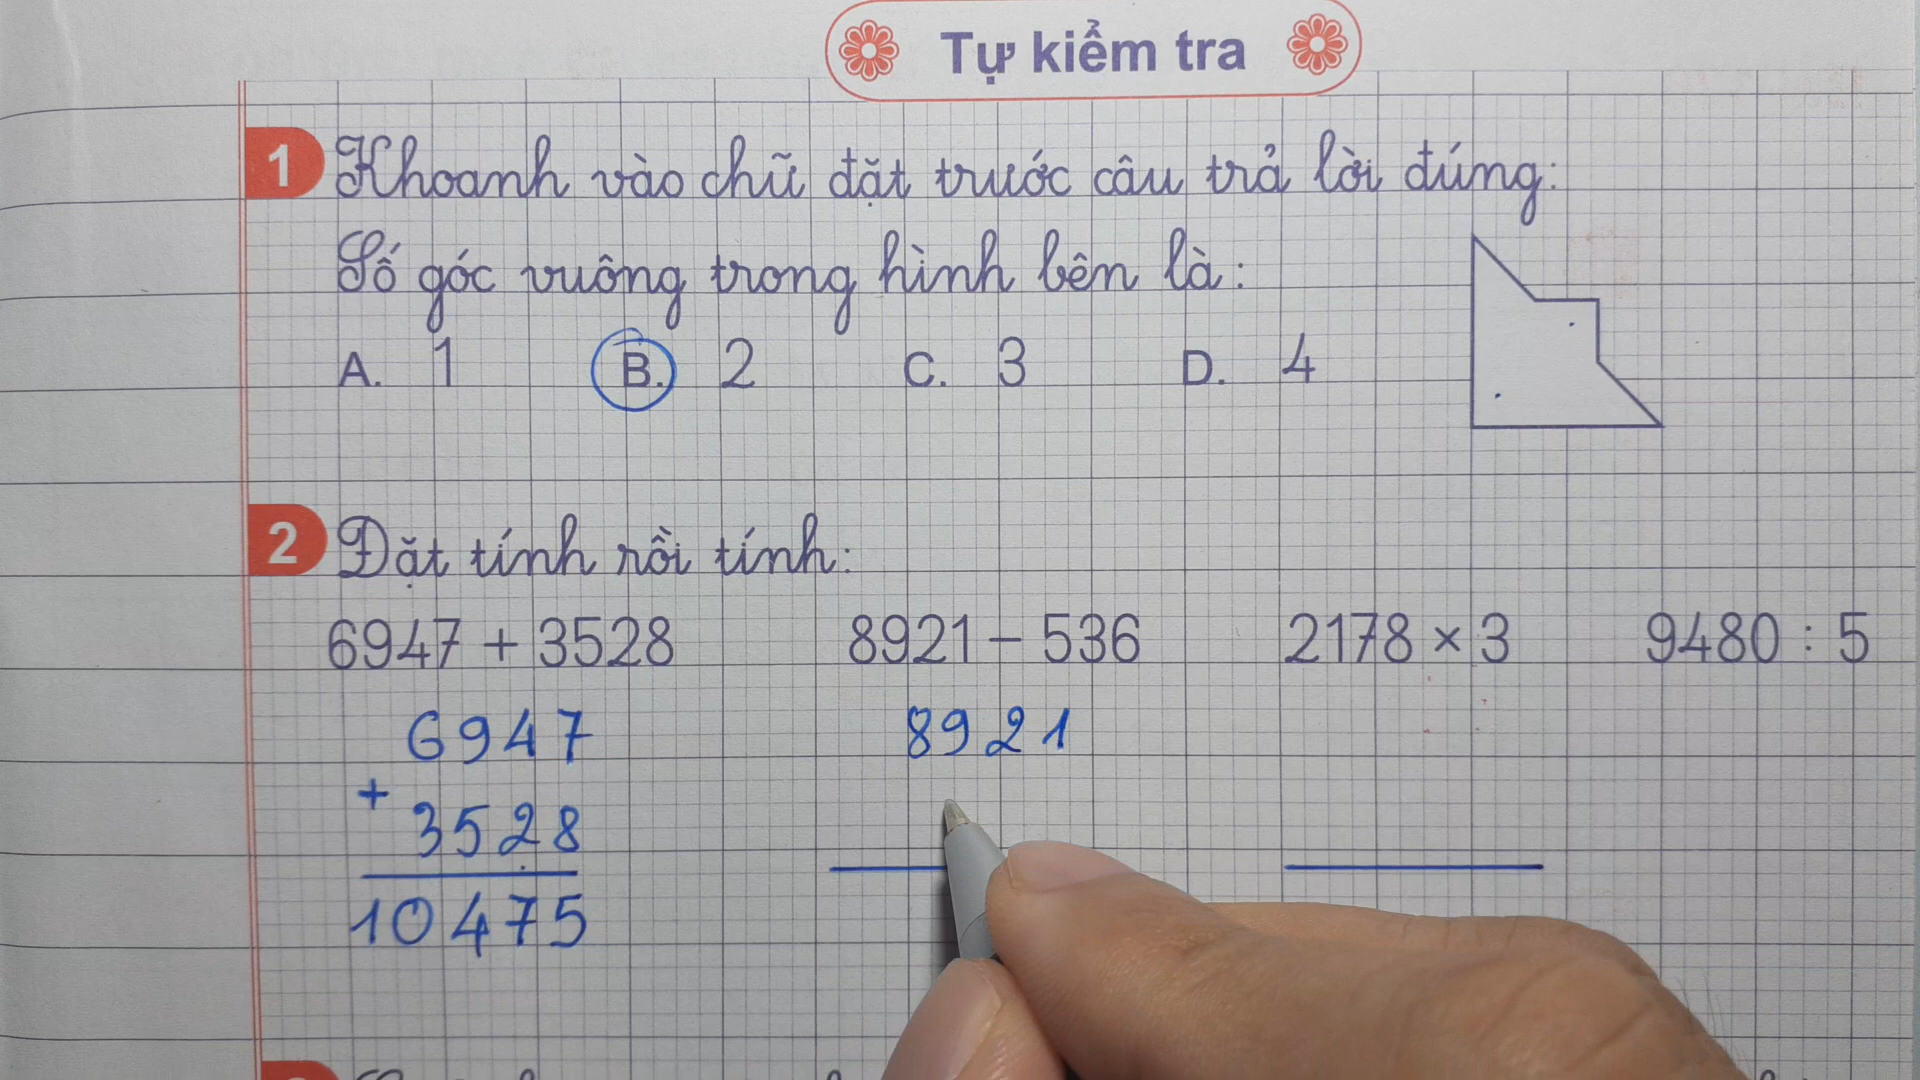 Tự kiểm tra
1 Khoanh vào chữ đặt trước câu trả lời đúng:
Số góc vuông trong hình bên là:
A. 1 B. 2 C. 3 D. 4
2 Đặt tính rồi tính:
6947 + 3528 8921 – 536 2178 × 3 9480 : 5
6947 8921
+
3528
10475